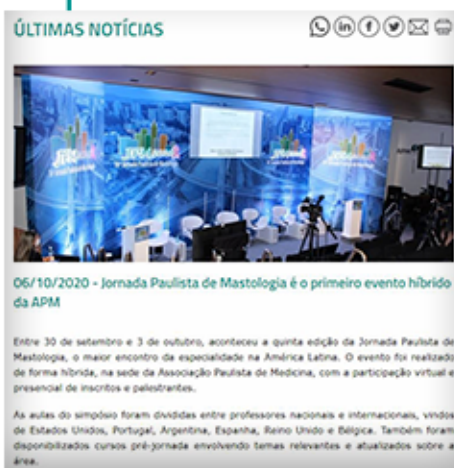 ÚLTIMAS NOTÍCIAS
06/10/2020 - Jornada Paulista de Mastologia é o primeiro evento híbrido
da APM
Entre 30 de setembro e 3 de outubro, aconteceu a quinta edição da Jornada Paulista de
Mastologia, o maior encontro da especialidade na América Latina. O evento foi realizado
de forma híbrida, na sede da Associação Paulista de Medicina, com a participação virtual e
presencial de inscritos e palestrantes.
As aulas do simpósio foram divididas entre professores nacionais e internacionais, vindos
de Estados Unidos, Portugal, Argentina, Espanha, Reino Unido e Bélgica. Também foram
disponibilizados cursos pré-jornada envolvendo temas relevantes e atualizados sobre a
área.